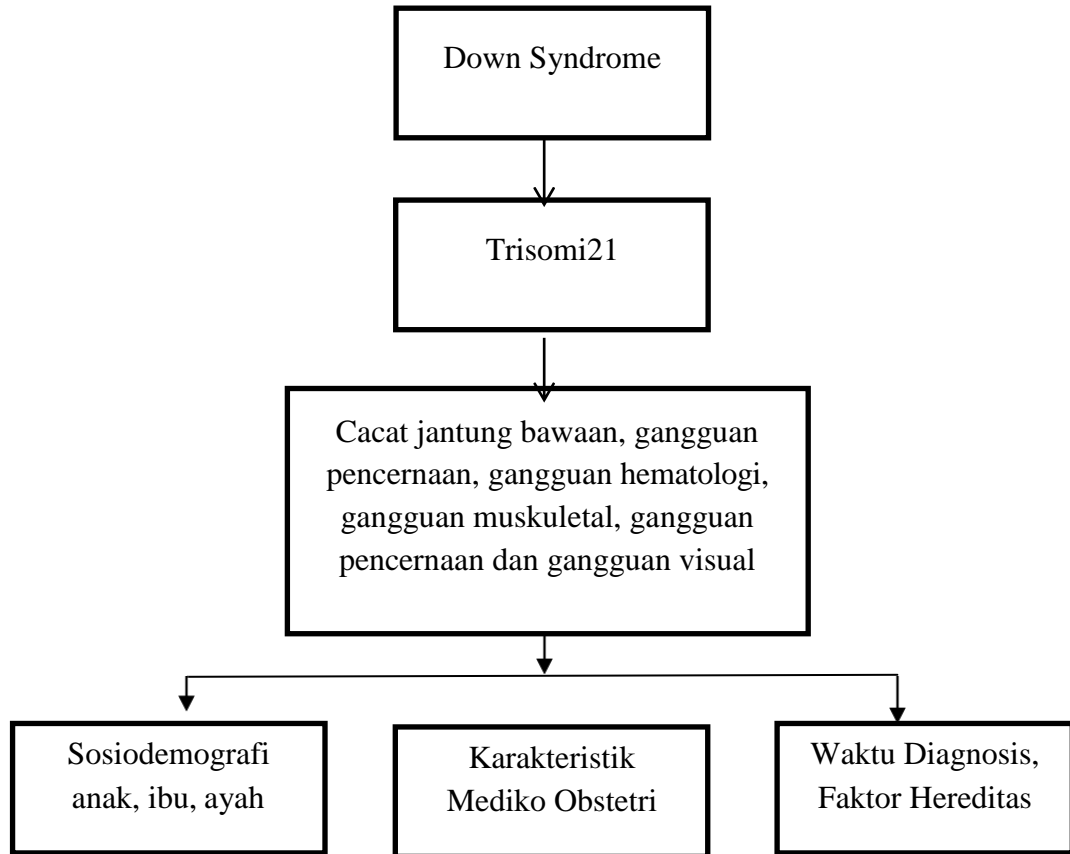 Down Syndrome
Trisomi21
Cacat jantung bawaan, gangguan
pencernaan, gangguan hematologi,
gangguan muskuletal, gangguan
pencernaan dan gangguan visual
Sosiodemografi
anak, ibu, ayah
Karakteristik
Mediko Obstetri
Waktu Diagnosis,
Faktor Hereditas